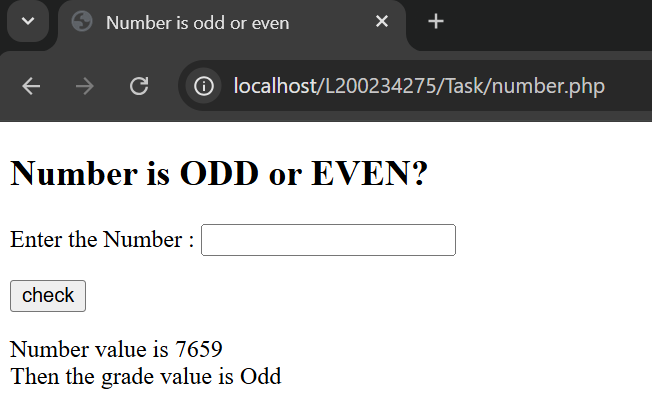 Number is odd or even
localhost/L200234275/Task/number.php
Number is ODD or EVEN?
Enter the Number :
check
Number value is 7659
Then the grade value is Odd